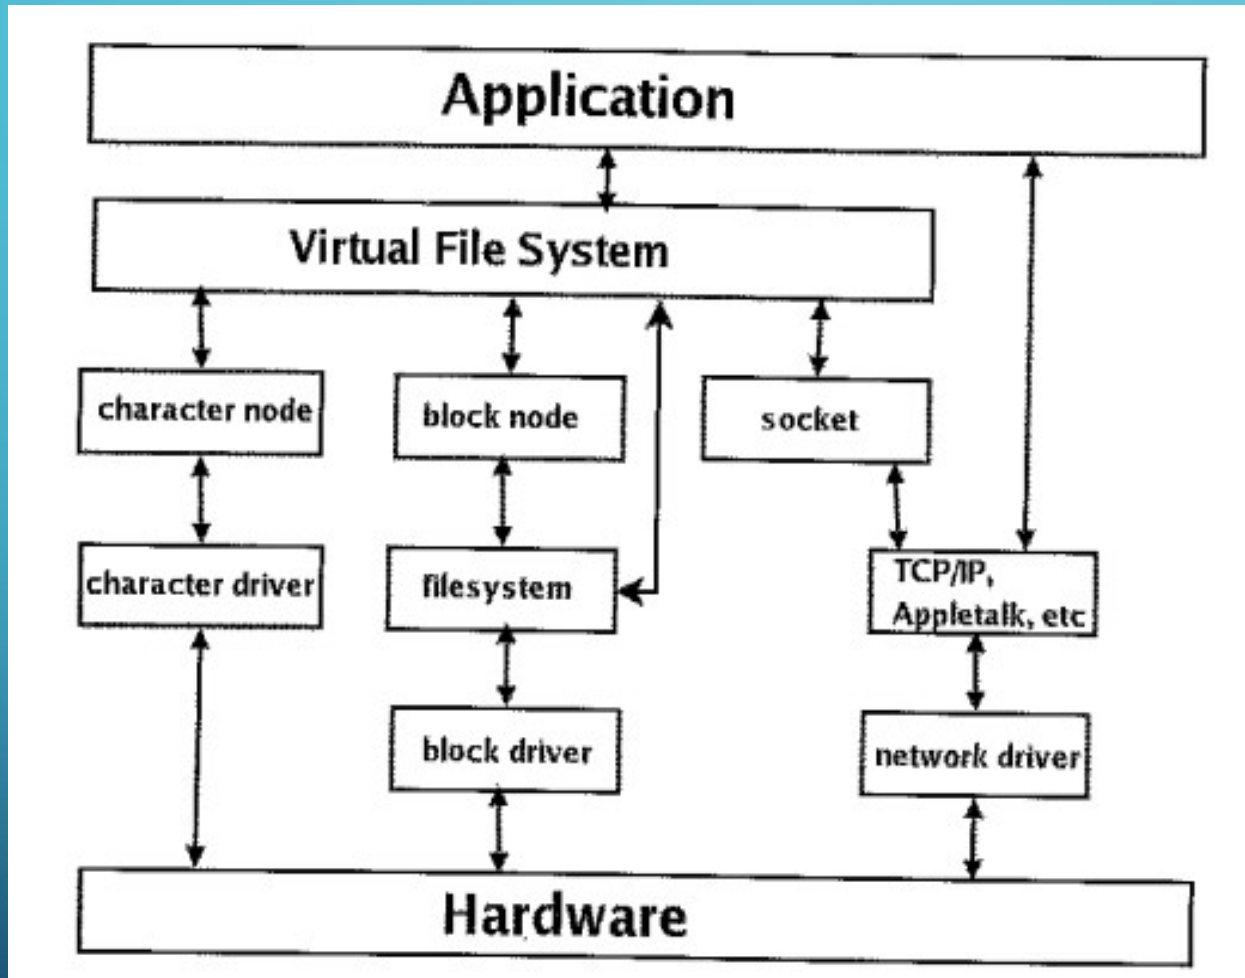 Application
Virtual File System
character node
block node
socket
character driver
filesystem
TCP/IP,
Appletalk, etc
block driver
network driver
Hardware